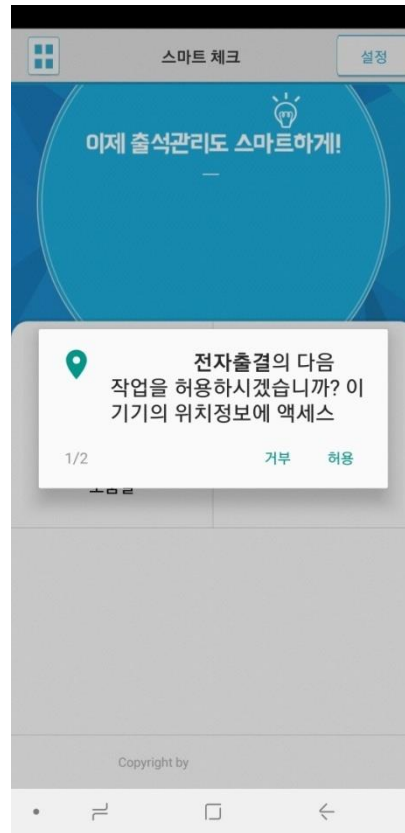 스마트 체크
설정
이제 출석관리도 스마트하게!
전자출결의 다음
작업을 허용하시겠습니까? 이
기기의 위치정보에 액세스
1/2
거부
허용
Copyright by